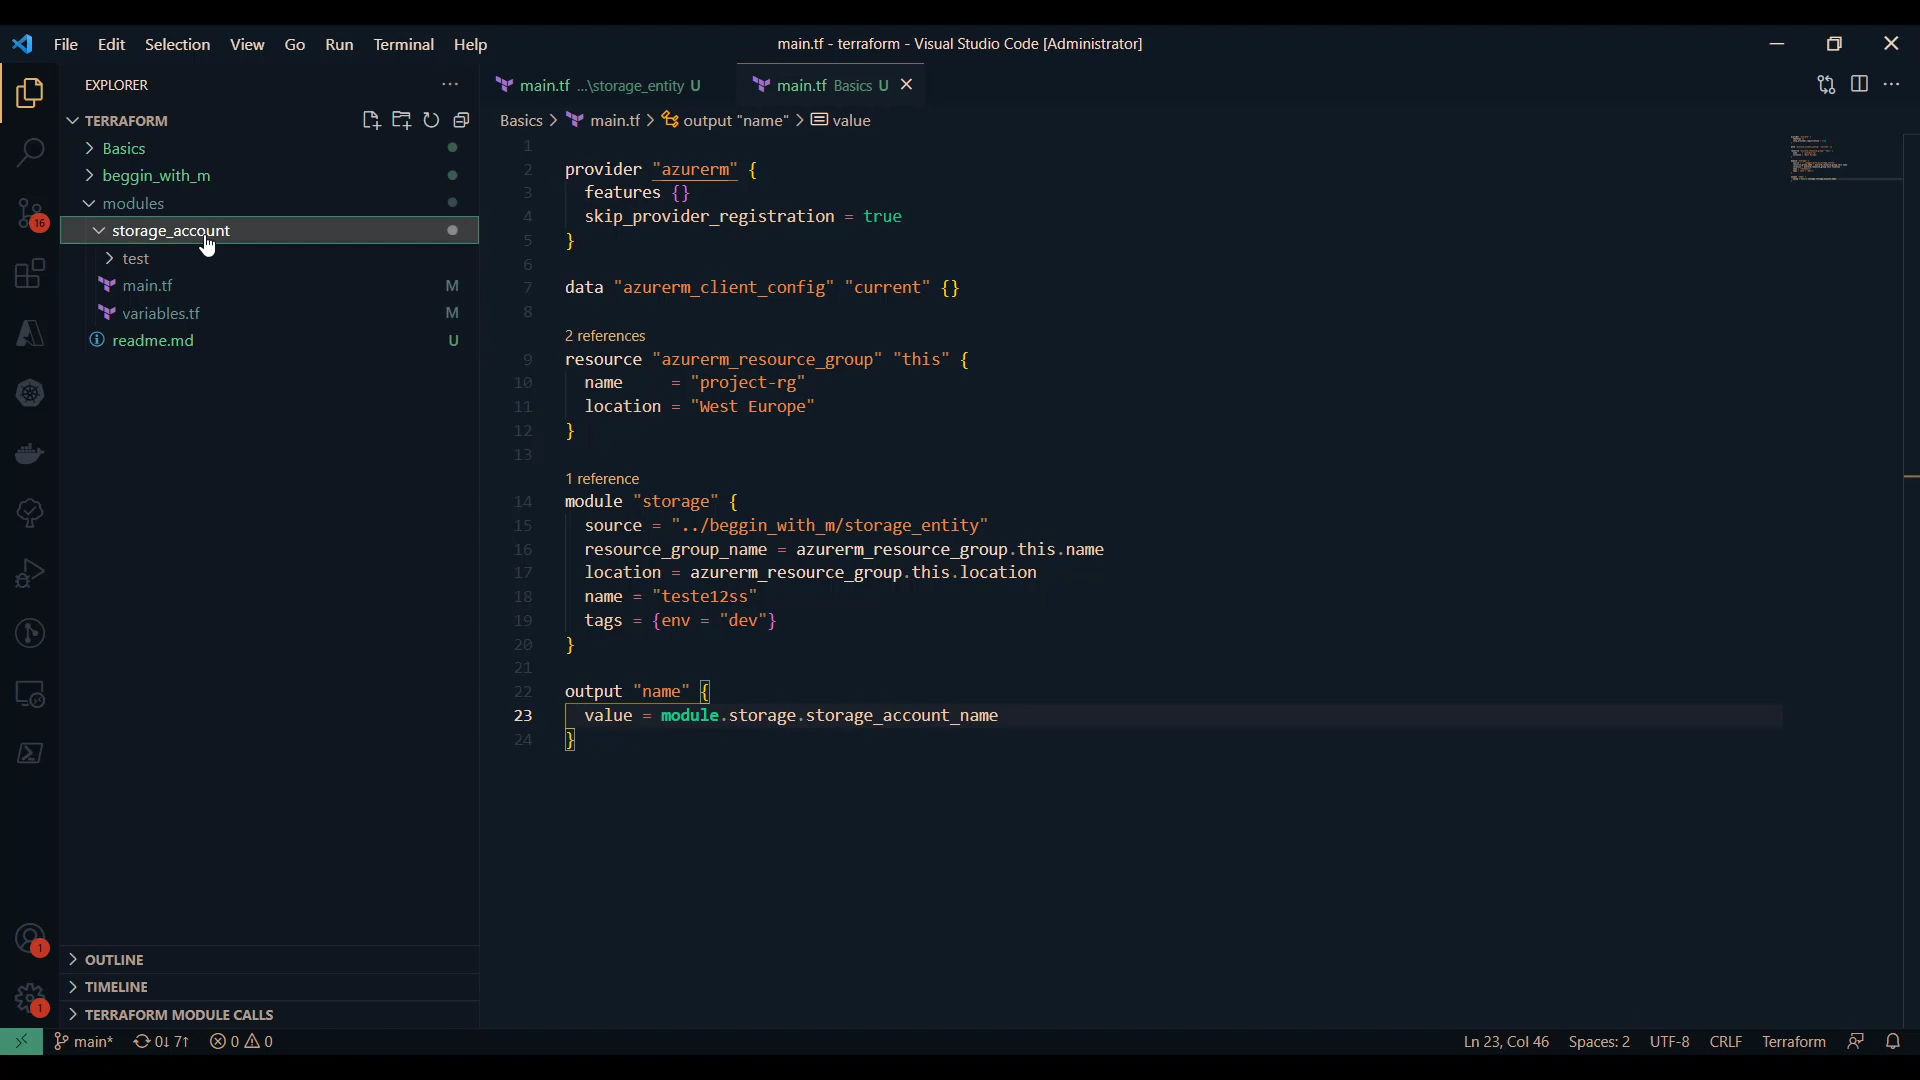 File Edit Selection View Go Run Terminal Help
main.tf - terraform - Visual Studio Code [Administrator]
EXPLORER
TERRAFORM
Basics
beggin_with_m
modules
storage_account
test
main.tf M
variables.tf M
readme.md U
16
1
1
OUTLINE
TIMELINE
TERRAFORM MODULE CALLS
main.tf ...\storage_entity U
main.tf Basics U
Basics > main.tf > output "name" > value
1
2 provider "azurerm" {
3 features {}
4 skip_provider_registration = true
5 }
6
7 data "azurerm_client_config" "current" {}
8
2 references
9 resource "azurerm_resource_group" "this" {
10 name     = "project-rg"
11 location = "West Europe"
12 }
13
1 reference
14 module "storage" {
15 source = "../beggin_with_m/storage_entity"
16 resource_group_name = azurerm_resource_group.this.name
17 location = azurerm_resource_group.this.location
18 name = "teste12ss"
19 tags = {env = "dev"}
20 }
21
22 output "name" {
23 value = module.storage.storage_account_name
24 }
main* 0↓ 7↑ 0 0
Ln 23, Col 46 Spaces: 2 UTF-8 CRLF Terraform